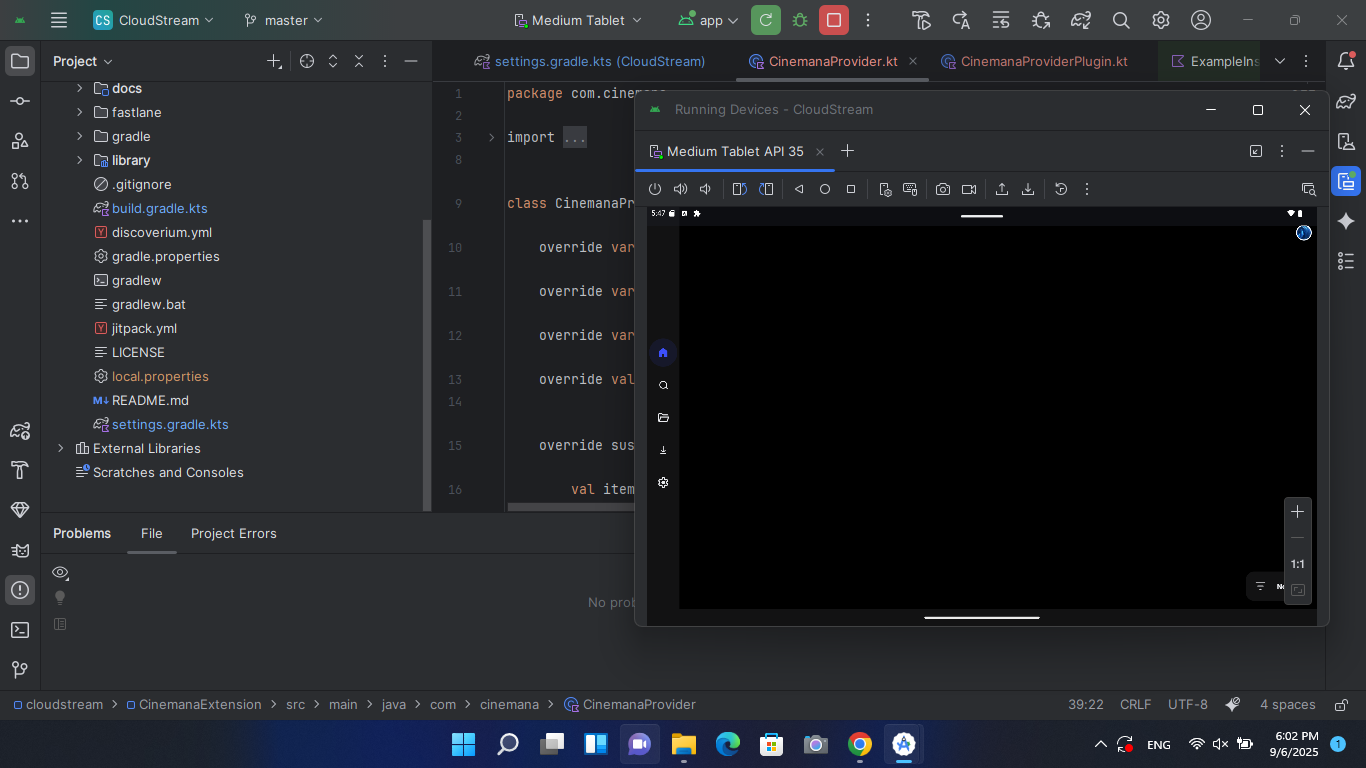 CS CloudStream master Medium Tablet app
Project
settings.gradle.kts (CloudStream) CinemanaProvider.kt CinemanaProviderPlugin.kt ExampleIns
docs
fastlane
gradle
library
.gitignore
build.gradle.kts
discoverium.yml
gradle.properties
gradlew
gradlew.bat
jitpack.yml
LICENSE
local.properties
README.md
settings.gradle.kts
External Libraries
Scratches and Consoles
1 package com.cinemana
2
3 import ...
8
9 class CinemanaPr
10 override var
11 override var
12 override var
13 override val
14
15 override sus
16 val item
Running Devices - CloudStream
Medium Tablet API 35
5:47
1:1
Problems File Project Errors
No prob
cloudstream CinemanaExtension src main java com cinemana CinemanaProvider
39:22 CRLF UTF-8 4 spaces
ENG
6:02 PM
9/6/2025
1